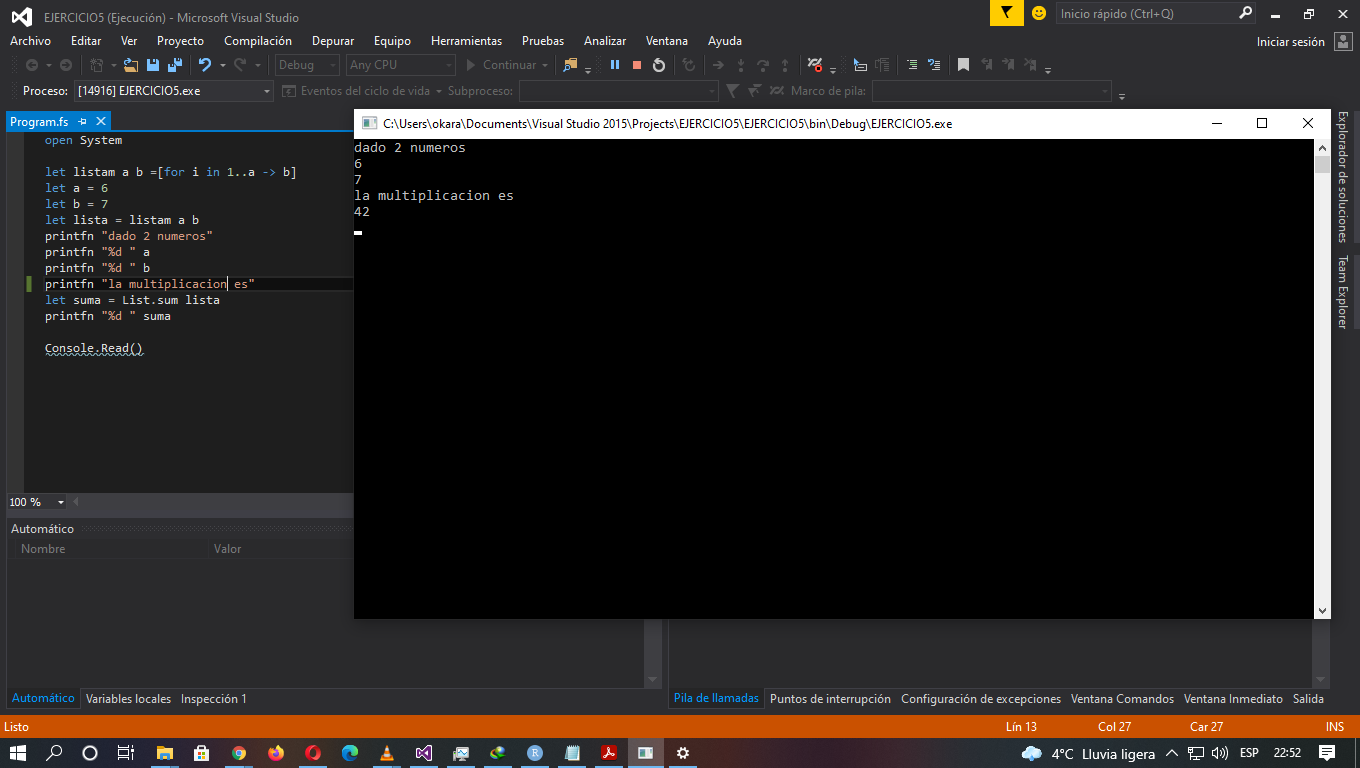 EJERCICIO5 (Ejecución) - Microsoft Visual Studio
Inicio rápido (Ctrl+Q)
Archivo Editar Ver Proyecto Compilación Depurar Equipo Herramientas Pruebas Analizar Ventana Ayuda
Iniciar sesión
Debug Any CPU Continuar
Proceso: [14916] EJERCICIO5.exe Eventos del ciclo de vida Subproceso: Marco de pila:
Program.fs
open System
let listam a b =[for i in 1..a -> b]
let a = 6
let b = 7
let lista = listam a b
printfn "dado 2 numeros"
printfn "%d " a
printfn "%d " b
printfn "la multiplicacion es"
let suma = List.sum lista
printfn "%d " suma
Console.Read()
100 %
C:\Users\okara\Documents\Visual Studio 2015\Projects\EJERCICIO5\EJERCICIO5\bin\Debug\EJERCICIO5.exe
dado 2 numeros
6
7
la multiplicacion es
42
Explorador de soluciones
Team Explorer
Automático
Nombre Valor
Automático Variables locales Inspección 1
Pila de llamadas Puntos de interrupción Configuración de excepciones Ventana Comandos Ventana Inmediato Salida
Listo Lín 13 Col 27 Car 27 INS
4°C Lluvia ligera ESP 22:52